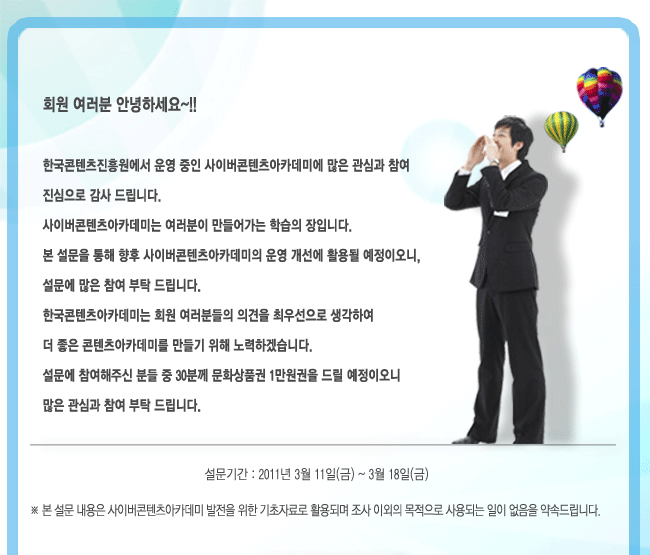 회원 여러분 안녕하세요~!!
한국콘텐츠진흥원에서 운영 중인 사이버콘텐츠아카데미에 많은 관심과 참여
진심으로 감사 드립니다.
사이버콘텐츠아카데미는 여러분이 만들어가는 학습의 장입니다.
본 설문을 통해 향후 사이버콘텐츠아카데미의 운영 개선에 활용될 예정이오니,
설문에 많은 참여 부탁 드립니다.
한국콘텐츠아카데미는 회원 여러분들의 의견을 최우선으로 생각하여
더 좋은 콘텐츠아카데미를 만들기 위해 노력하겠습니다.
설문에 참여해주신 분들 중 30분께 문화상품권 1만원권을 드릴 예정이오니
많은 관심과 참여 부탁 드립니다.
설문기간 : 2011년 3월 11일(금) ~ 3월 18일(금)
※ 본 설문 내용은 사이버콘텐츠아카데미 발전을 위한 기초자료로 활용되며 조사 이외의 목적으로 사용되는 일이 없음을 약속드립니다.